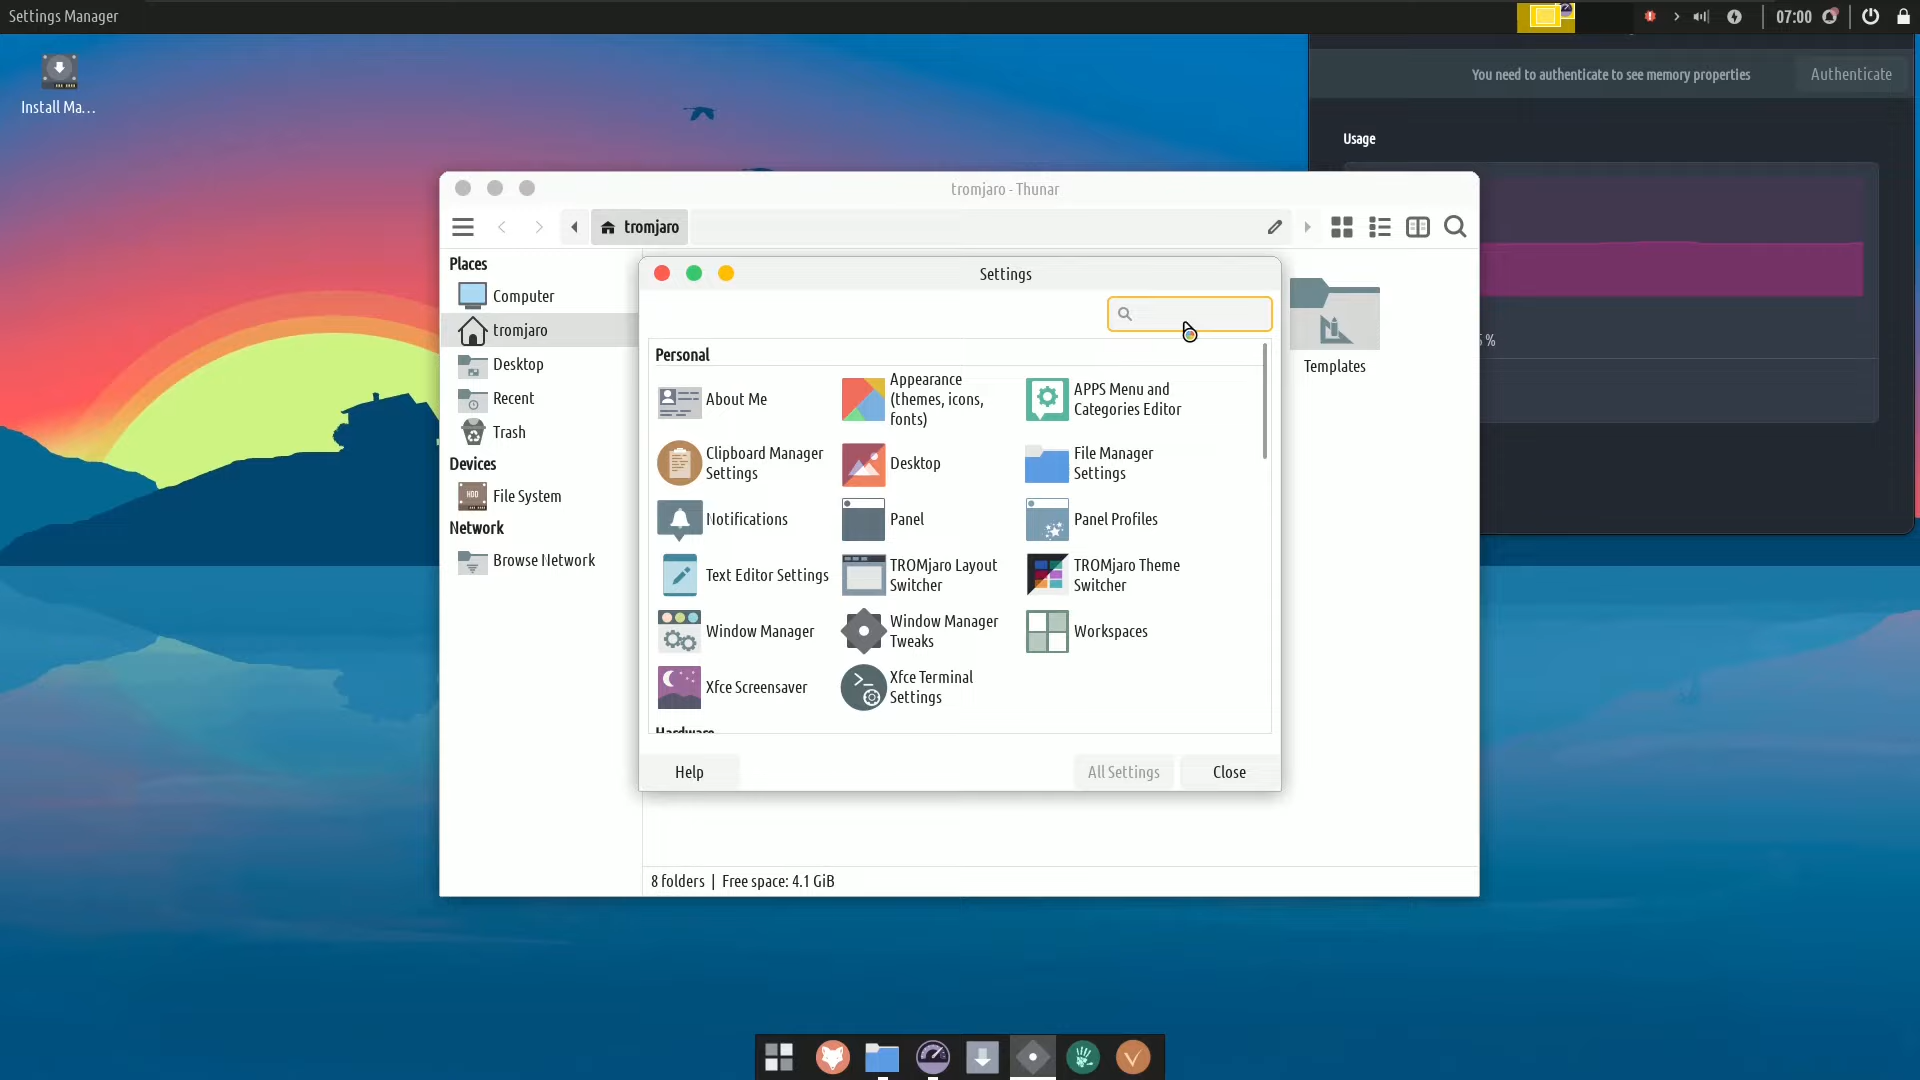 Settings Manager
07:00
Install Ma...
You need to authenticate to see memory properties
Authenticate
Usage
%
tromjaro - Thunar
tromjaro
Places
Computer
tromjaro
Desktop
Recent
Trash
Devices
HDD
File System
Network
Browse Network
Templates
Settings
Personal
About Me
Appearance
(themes, icons,
fonts)
APPS Menu and
Categories Editor
Clipboard Manager
Settings
Desktop
File Manager
Settings
Notifications
Panel
Panel Profiles
Text Editor Settings
TROMjaro Layout
Switcher
TROMjaro Theme
Switcher
Window Manager
Window Manager
Tweaks
Workspaces
Xfce Screensaver
Xfce Terminal
Settings
Hardware
Help
All Settings
Close
8 folders | Free space: 4.1 GiB